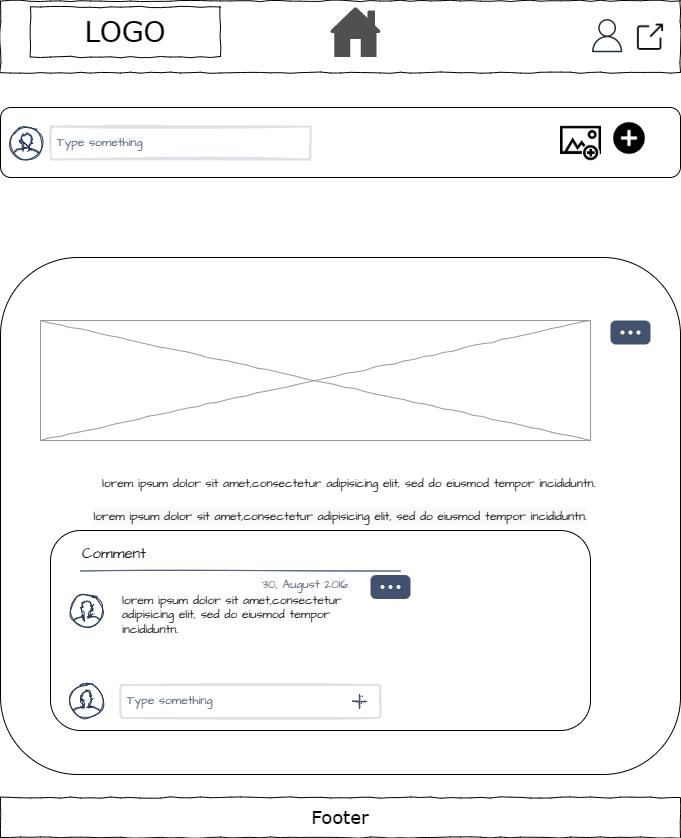 LOGO
Type something
lorem ipsum dolor sit amet,consectetur adipisicing elit, sed do eiusmod tempor incididuntn.
lorem ipsum dolor sit amet,consectetur adipisicing elit, sed do eiusmod tempor incididuntn.
Comment
30, August 2016
lorem ipsum dolor sit amet,consectetur
adipisicing elit, sed do eiusmod tempor
incididuntn.
Type something
Footer